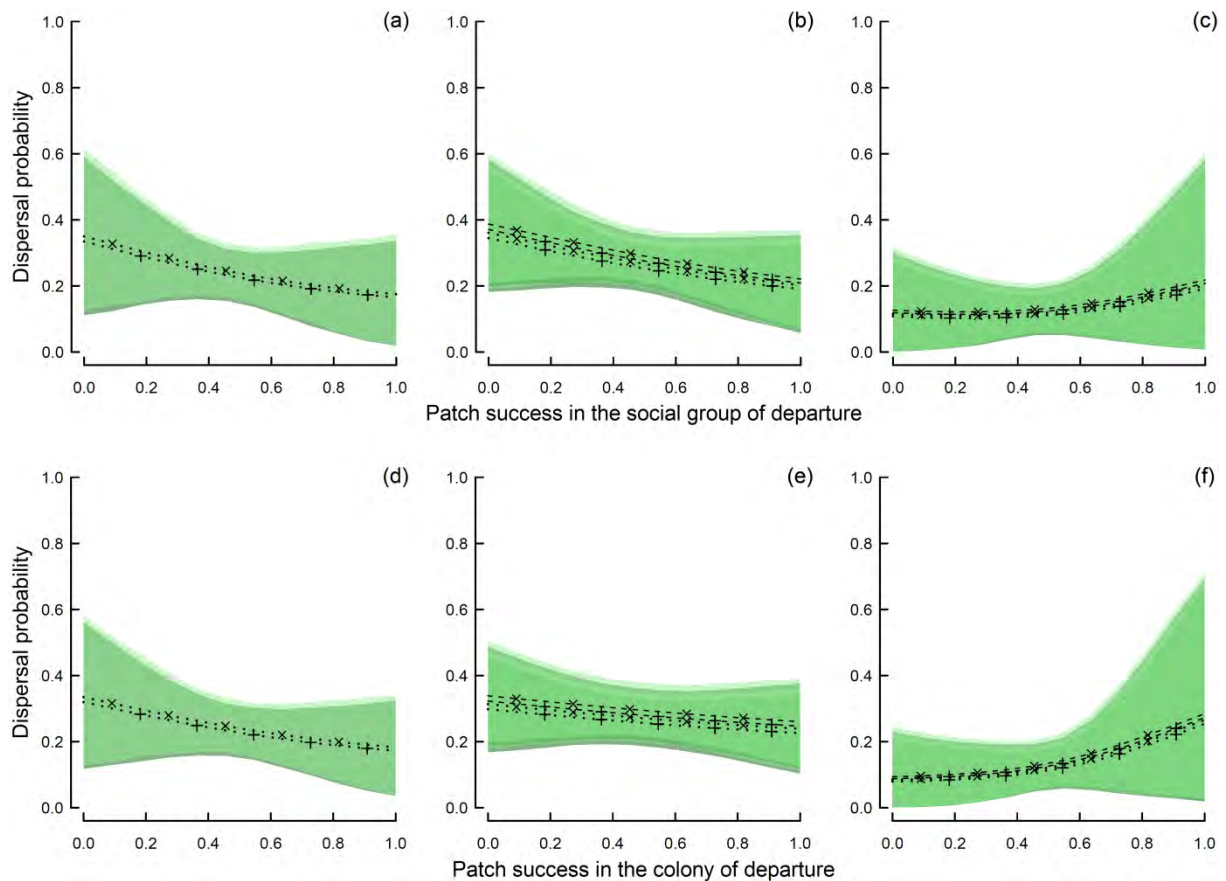 (a) (b) (c)
Dispersal probability
1.0 1.0 1.0
0.8 0.8 0.8
0.6 0.6 0.6
0.4 0.4 0.4
0.2 0.2 0.2
0.0 0.0 0.0
0.0 0.2 0.4 0.6 0.8 1.0 0.0 0.2 0.4 0.6 0.8 1.0 0.0 0.2 0.4 0.6 0.8 1.0
Patch success in the social group of departure
(d) (e) (f)
Dispersal probability
1.0 1.0 1.0
0.8 0.8 0.8
0.6 0.6 0.6
0.4 0.4 0.4
0.2 0.2 0.2
0.0 0.0 0.0
0.0 0.2 0.4 0.6 0.8 1.0 0.0 0.2 0.4 0.6 0.8 1.0 0.0 0.2 0.4 0.6 0.8 1.0
Patch success in the colony of departure